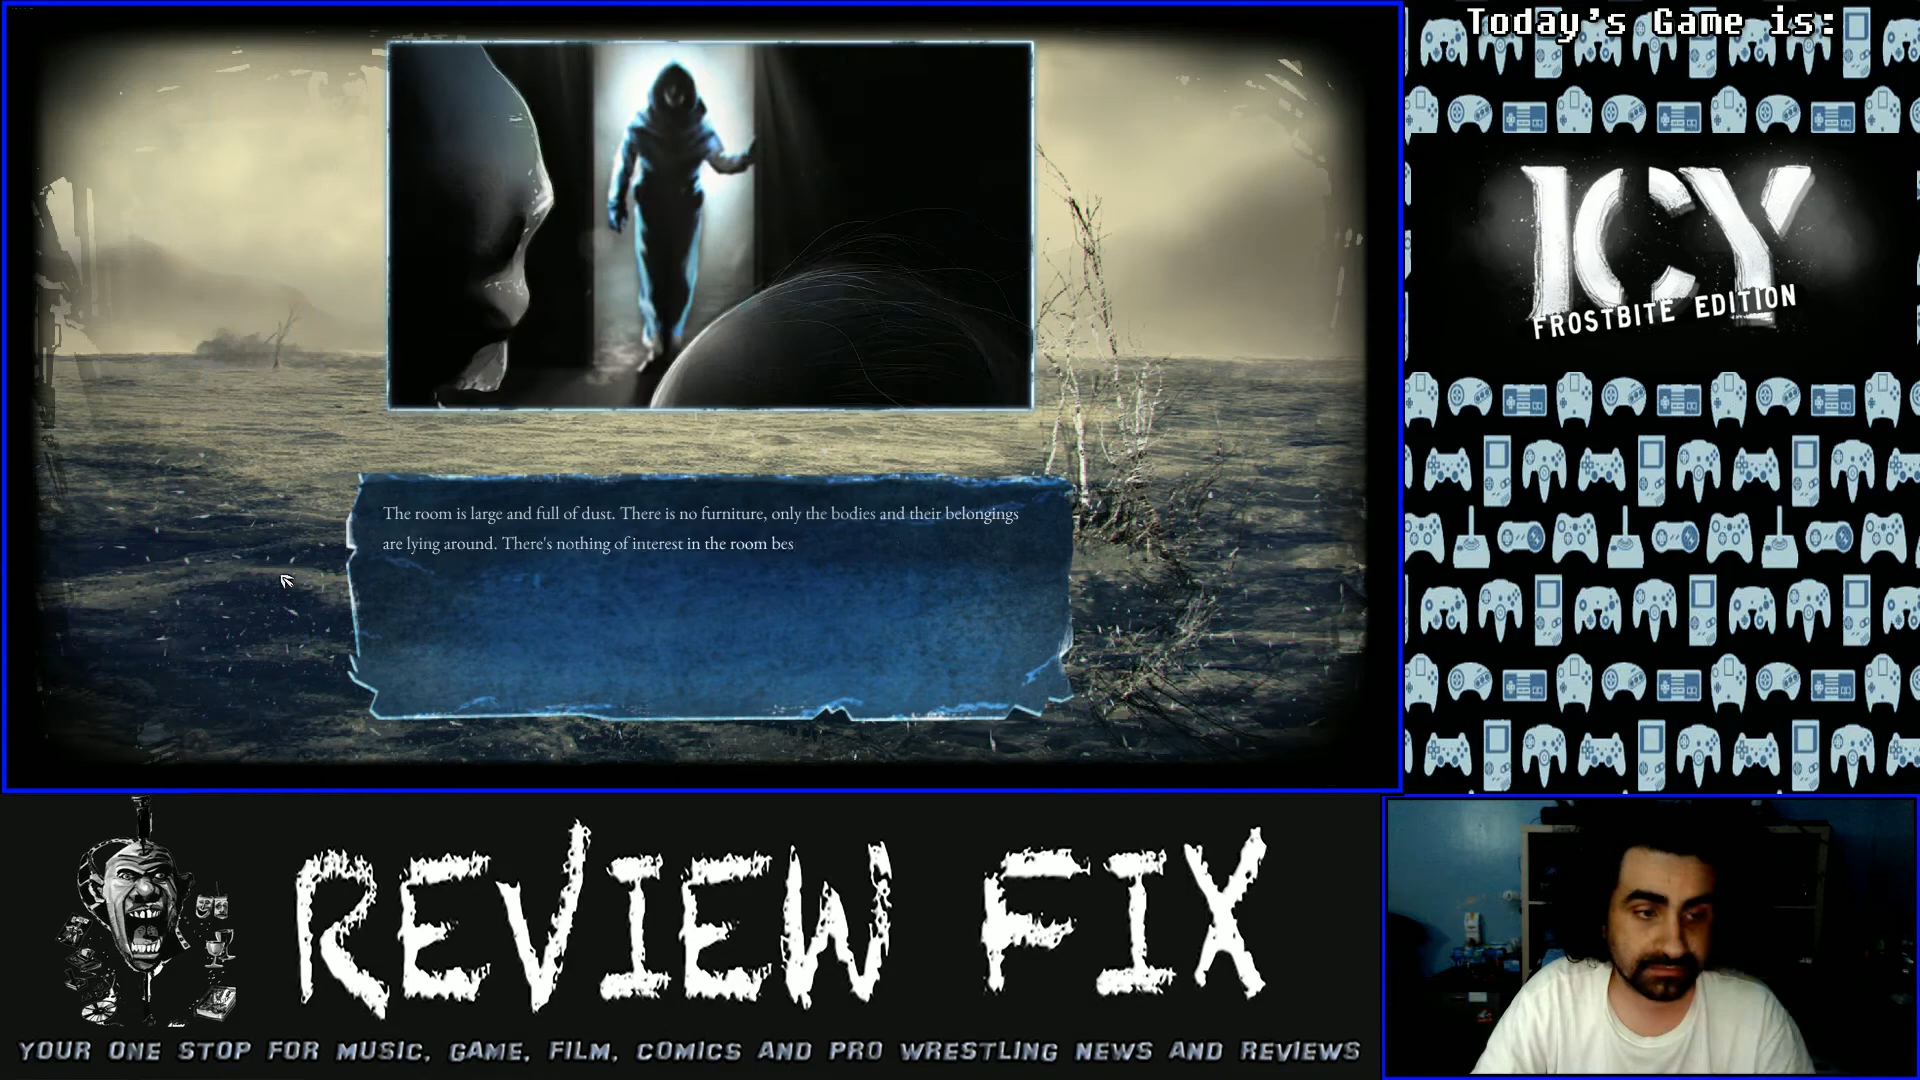 Today's Game is:
ICY
FROSTBITE EDITION
The room is large and full of dust. There is no furniture, only the bodies and their belongings
are lying around. There's nothing of interest in the room bes
REVIEW FIX
YOUR ONE STOP FOR MUSIC, GAME, FILM, COMICS AND PRO WRESTLING NEWS AND REVIEWS